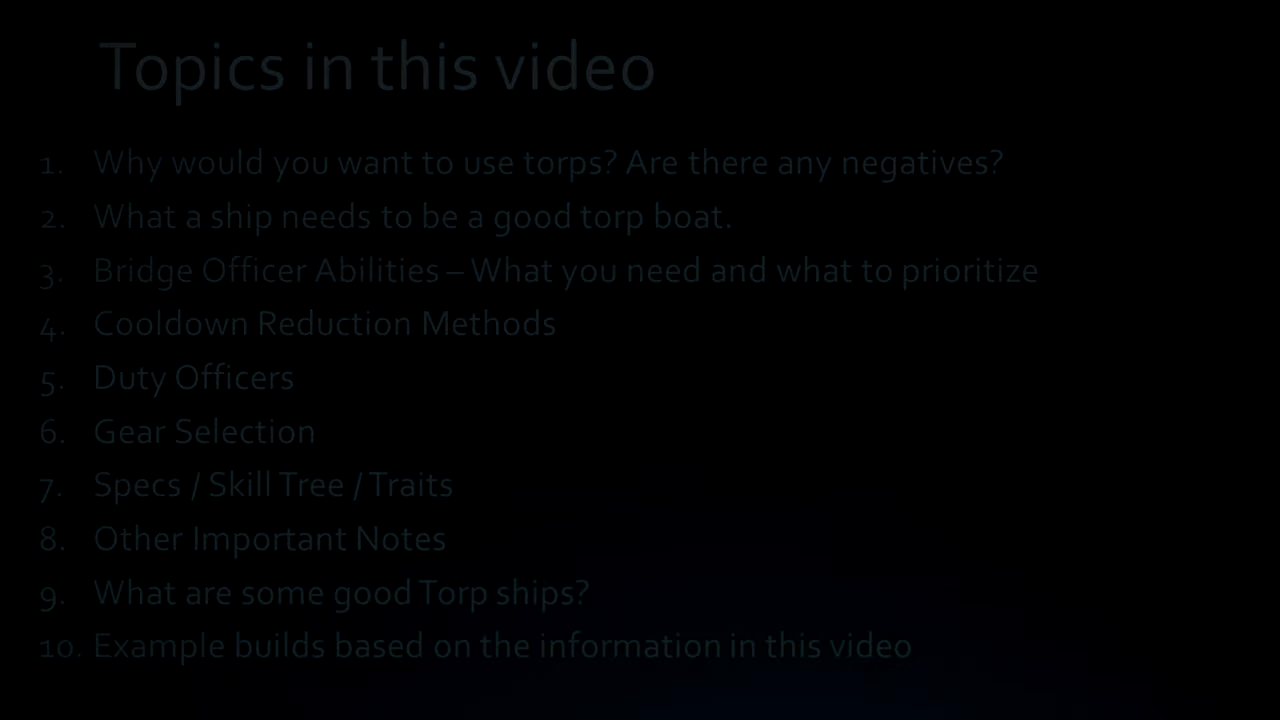 Topics in this video
1. Why would you want to use torps? Are there any negatives?
2. What a ship needs to be a good torp boat.
3. Bridge Officer Abilities – What you need and what to prioritize
4. Cooldown Reduction Methods
5. Duty Officers
6. Gear Selection
7. Specs / Skill Tree / Traits
8. Other Important Notes
9. What are some good Torp ships?
10. Example builds based on the information in this video